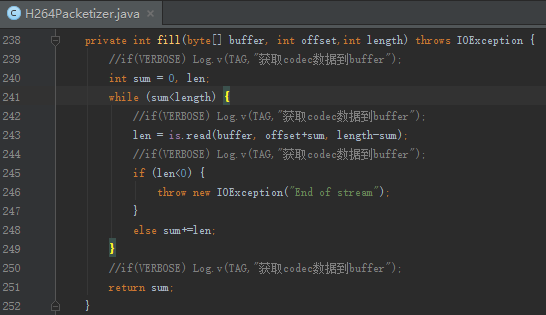 H264Packetizer.java ×
238 private int fill(byte[] buffer, int offset,int length) throws IOException {
239 //if(VERBOSE) Log.v(TAG,"获取codec数据到buffer");
240 int sum = 0, len;
241 while (sum<length) {
242 //if(VERBOSE) Log.v(TAG,"获取codec数据到buffer");
243 len = is.read(buffer, offset+sum, length-sum);
244 //if(VERBOSE) Log.v(TAG,"获取codec数据到buffer");
245 if (len<0) {
246 throw new IOException("End of stream");
247 }
248 else sum+=len;
249 }
250 //if(VERBOSE) Log.v(TAG,"获取codec数据到buffer");
251 return sum;
252 }